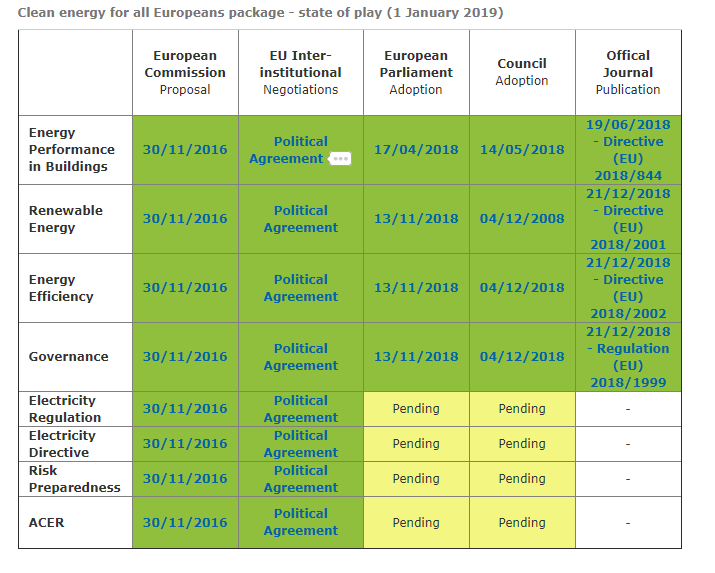 Clean energy for all Europeans package - state of play (1 January 2019)
European Commission Proposal
EU Inter-institutional Negotiations
European Parliament Adoption
Council Adoption
Offical Journal Publication
Energy Performance in Buildings
30/11/2016
Political Agreement
17/04/2018
14/05/2018
19/06/2018 - Directive (EU) 2018/844
Renewable Energy
30/11/2016
Political Agreement
13/11/2018
04/12/2008
21/12/2018 - Directive (EU) 2018/2001
Energy Efficiency
30/11/2016
Political Agreement
13/11/2018
04/12/2018
21/12/2018 - Directive (EU) 2018/2002
Governance
30/11/2016
Political Agreement
13/11/2018
04/12/2018
21/12/2018 - Regulation (EU) 2018/1999
Electricity Regulation
30/11/2016
Political Agreement
Pending
Pending
-
Electricity Directive
30/11/2016
Political Agreement
Pending
Pending
-
Risk Preparedness
30/11/2016
Political Agreement
Pending
Pending
-
ACER
30/11/2016
Political Agreement
Pending
Pending
-